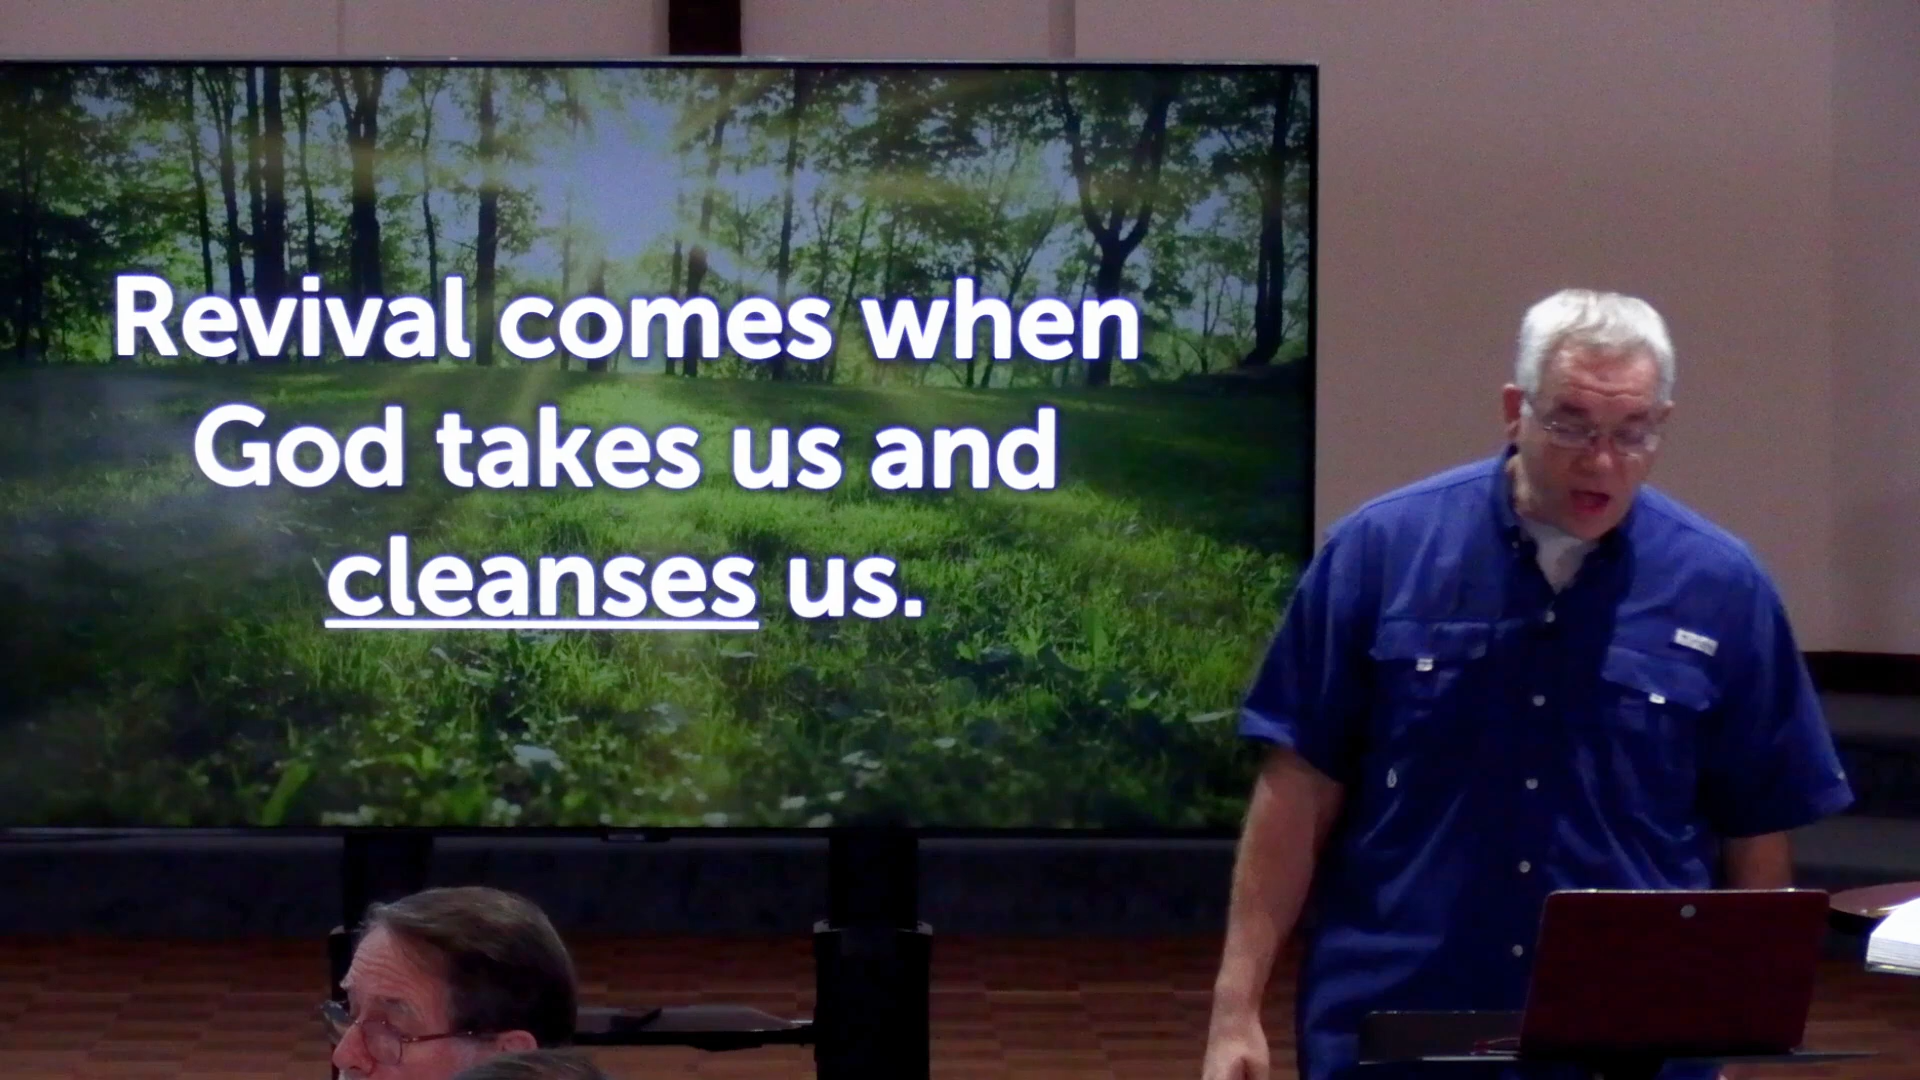 Revival comes when
God takes us and
cleanses us.